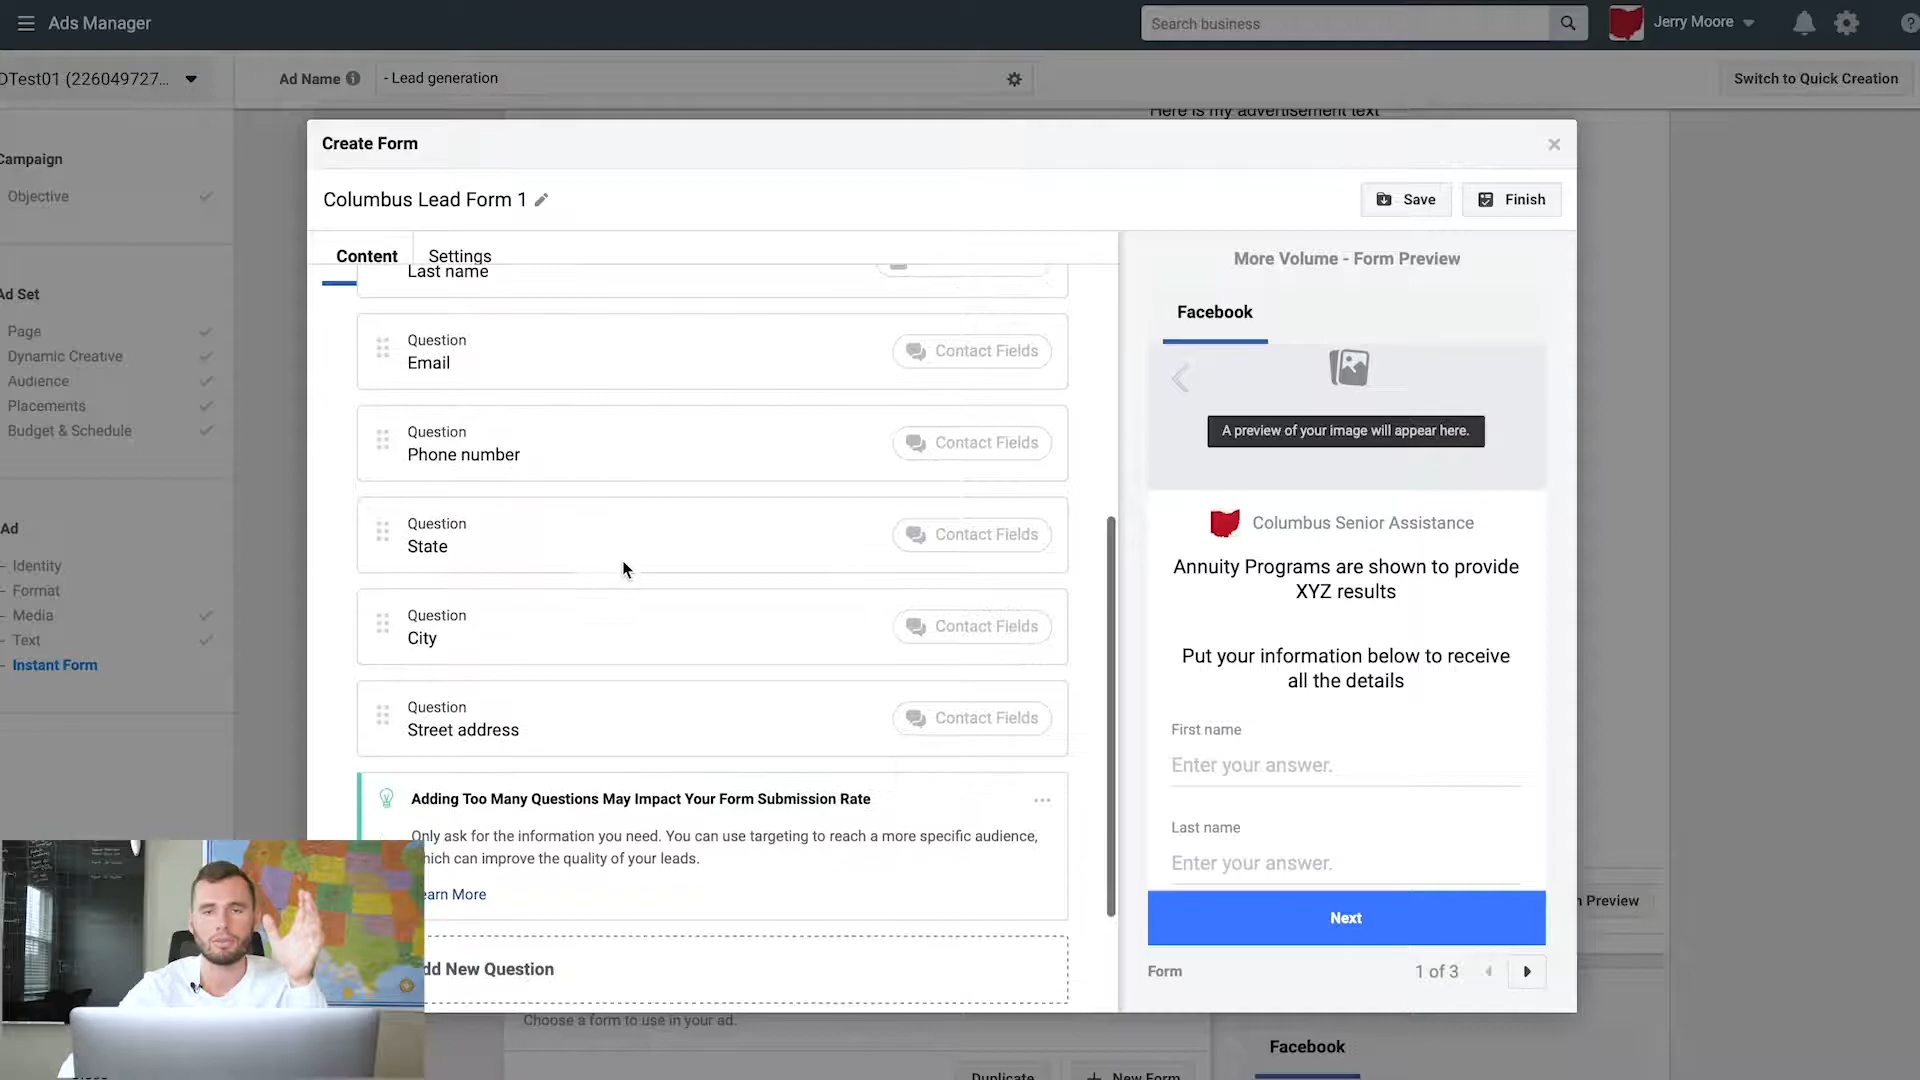 Ads Manager
Search business
Jerry Moore
DTest01 (226049727...
Ad Name
- Lead generation
Switch to Quick Creation
Here is my advertisement text
Campaign
Objective
Ad Set
Page
Dynamic Creative
Audience
Placements
Budget & Schedule
Ad
- Identity
- Format
- Media
- Text
- Instant Form
Create Form
Columbus Lead Form 1
Save
Finish
Content
Settings
Last name
Question
Email
Contact Fields
Question
Phone number
Contact Fields
Question
State
Contact Fields
Question
City
Contact Fields
Question
Street address
Contact Fields
Adding Too Many Questions May Impact Your Form Submission Rate
Only ask for the information you need. You can use targeting to reach a more specific audience,
hich can improve the quality of your leads.
earn More
dd New Question
More Volume - Form Preview
Facebook
A preview of your image will appear here.
Columbus Senior Assistance
Annuity Programs are shown to provide
XYZ results
Put your information below to receive
all the details
First name
Enter your answer.
Last name
Enter your answer.
Next
Form
1 of 3
n Preview
Choose a form to use in your ad.
Duplicate
+ New Form
Facebook